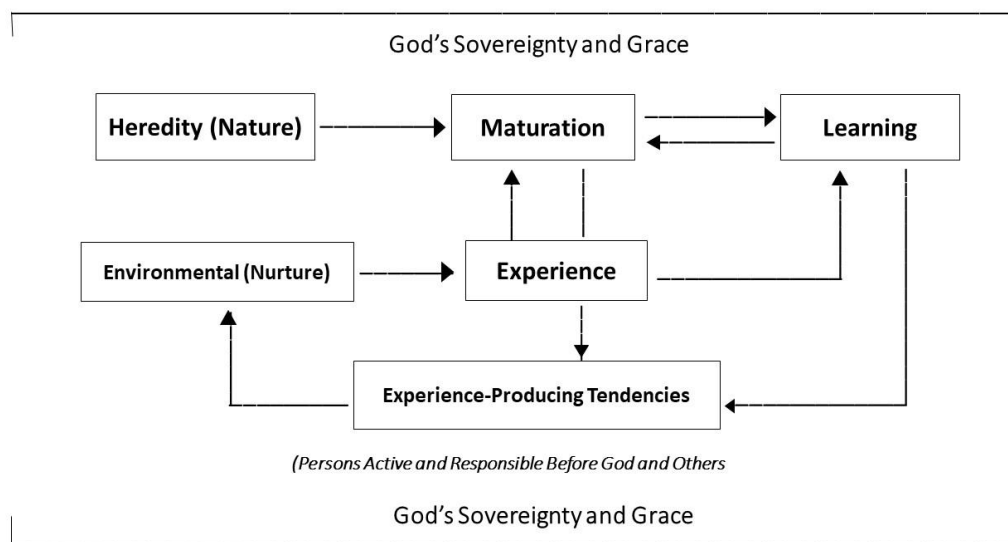 God’s Sovereignty and Grace
Heredity (Nature)
Maturation
Learning
Environmental (Nurture)
Experience
Experience-Producing Tendencies
(Persons Active and Responsible Before God and Others
God’s Sovereignty and Grace